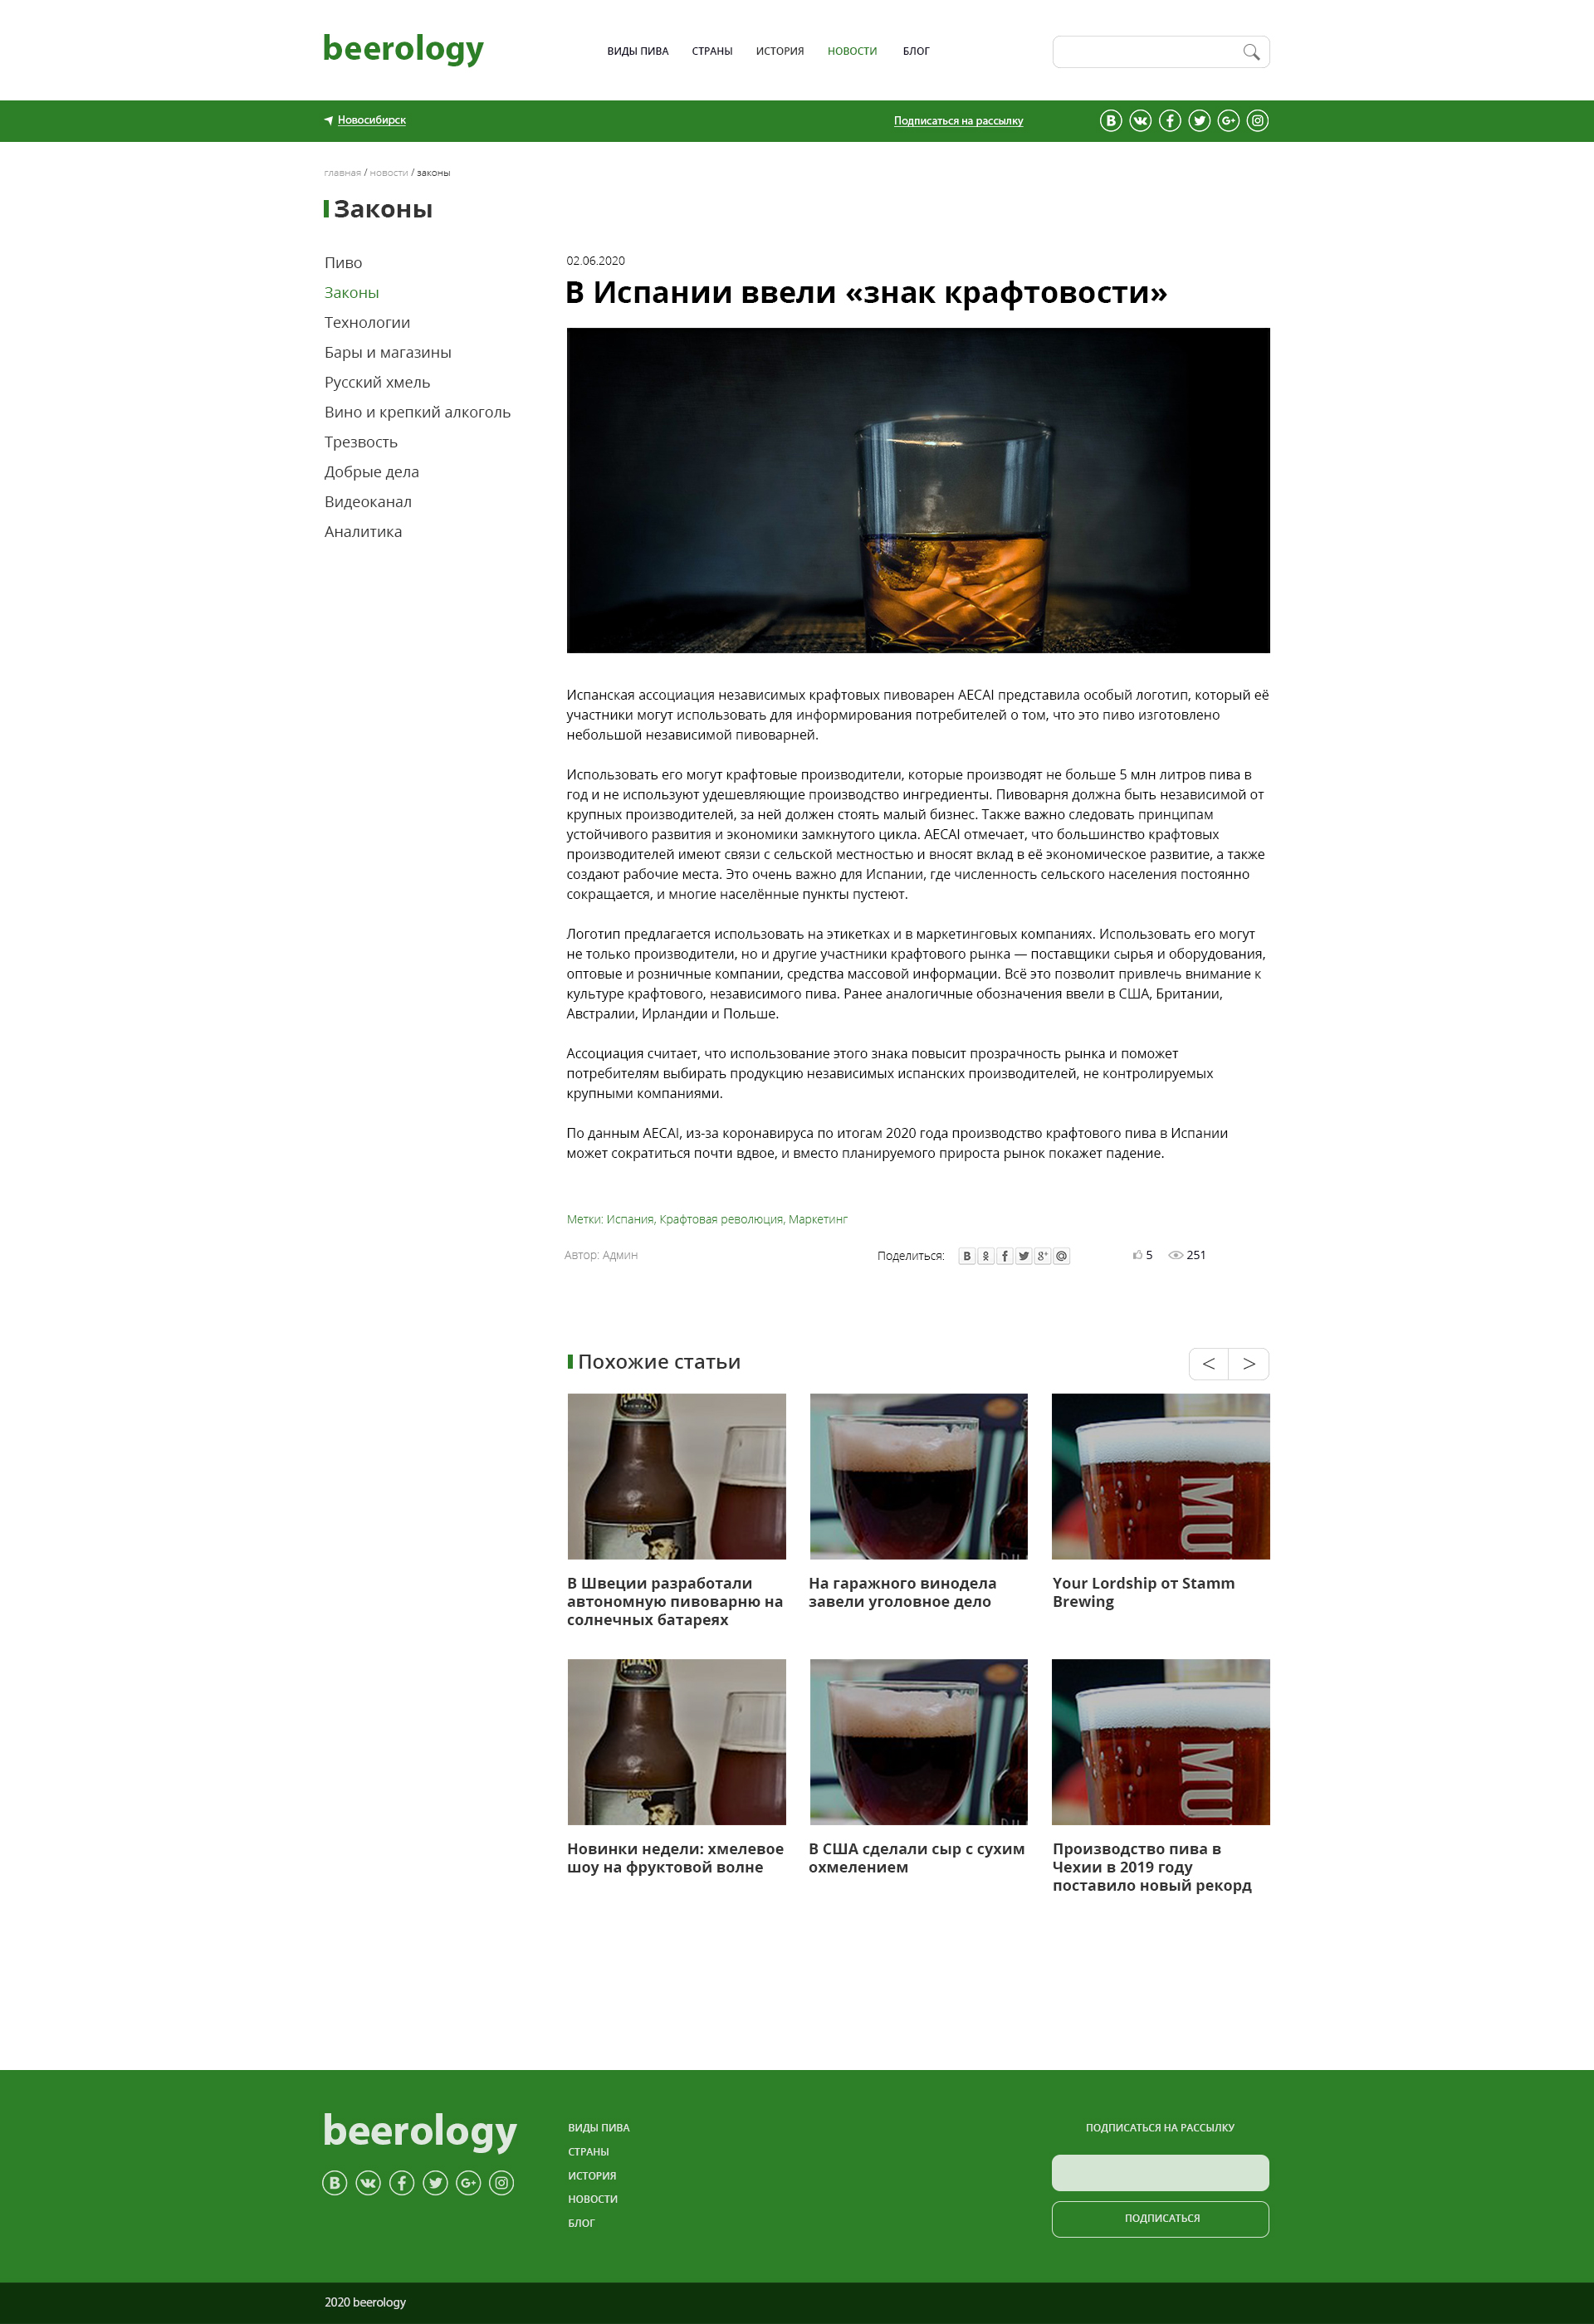 beerology
ВИДЫ ПИВА СТРАНЫ ИСТОРИЯ НОВОСТИ БЛОГ
Новосибирск
Подписаться на рассылку
главная / новости / законы
Законы
Пиво
Законы
Технологии
Бары и магазины
Русский хмель
Вино и крепкий алкоголь
Трезвость
Добрые дела
Видеоканал
Аналитика
02.06.2020
В Испании ввели «знак крафтовости»
Испанская ассоциация независимых крафтовых пивоварен AECAI представила особый логотип, который её
участники могут использовать для информирования потребителей о том, что это пиво изготовлено
небольшой независимой пивоварней.
Использовать его могут крафтовые производители, которые производят не больше 5 млн литров пива в
год и не используют удешевляющие производство ингредиенты. Пивоварня должна быть независимой от
крупных производителей, за ней должен стоять малый бизнес. Также важно следовать принципам
устойчивого развития и экономики замкнутого цикла. AECAI отмечает, что большинство крафтовых
производителей имеют связи с сельской местностью и вносят вклад в её экономическое развитие, а также
создают рабочие места. Это очень важно для Испании, где численность сельского населения постоянно
сокращается, и многие населённые пункты пустеют.
Логотип предлагается использовать на этикетках и в маркетинговых компаниях. Использовать его могут
не только производители, но и другие участники крафтового рынка — поставщики сырья и оборудования,
оптовые и розничные компании, средства массовой информации. Всё это позволит привлечь внимание к
культуре крафтового, независимого пива. Ранее аналогичные обозначения ввели в США, Британии,
Австралии, Ирландии и Польше.
Ассоциация считает, что использование этого знака повысит прозрачность рынка и поможет
потребителям выбирать продукцию независимых испанских производителей, не контролируемых
крупными компаниями.
По данным AECAI, из-за коронавируса по итогам 2020 года производство крафтового пива в Испании
может сократиться почти вдвое, и вместо планируемого прироста рынок покажет падение.
Метки: Испания, Крафтовая революция, Маркетинг
Автор: Админ
Поделиться:
5 251
Похожие статьи
< >
MU
В Швеции разработали
автономную пивоварню на
солнечных батареях
На гаражного винодела
завели уголовное дело
Your Lordship от Stamm
Brewing
MU
Новинки недели: хмелевое
шоу на фруктовой волне
В США сделали сыр с сухим
охмелением
Производство пива в
Чехии в 2019 году
поставило новый рекорд
beerology
ВИДЫ ПИВА
СТРАНЫ
ИСТОРИЯ
НОВОСТИ
БЛОГ
ПОДПИСАТЬСЯ НА РАССЫЛКУ
ПОДПИСАТЬСЯ
2020 beerology